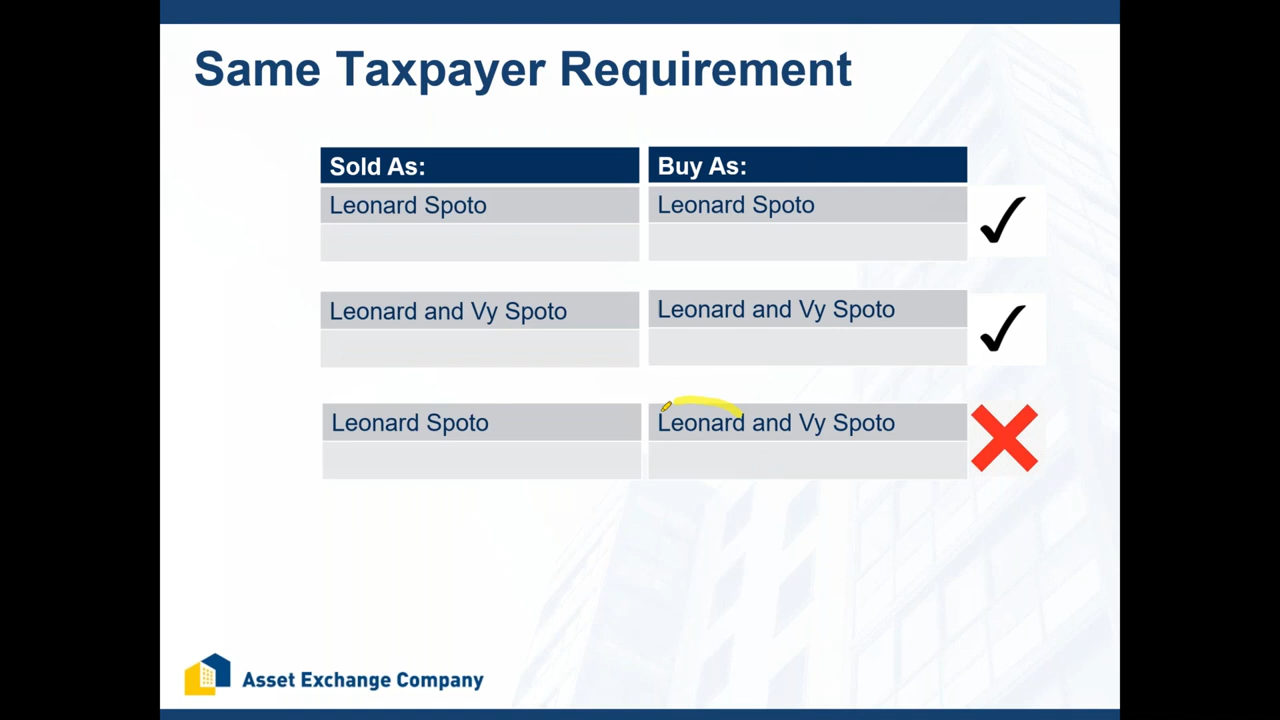 Same Taxpayer Requirement
Sold As: Buy As:
Leonard Spoto Leonard Spoto
Leonard and Vy Spoto Leonard and Vy Spoto
Leonard Spoto Leonard and Vy Spoto
Asset Exchange Company